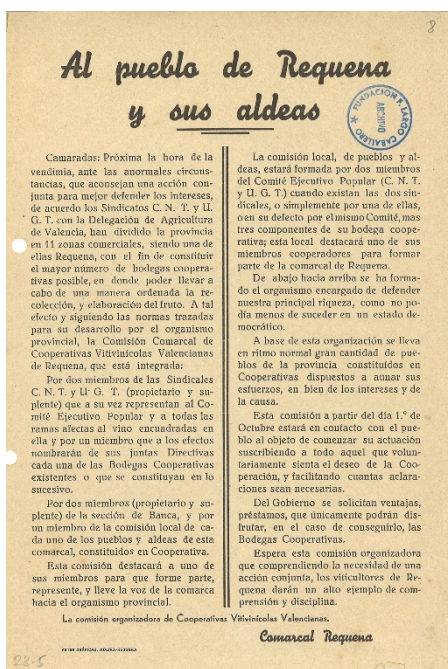 8
Al pueblo de Requena
y sus aldeas
FUNDACIÓN F. LARGO CABALLERO
ARCHIVO
Camaradas: Próxima la hora de la
vendimia, ante las anormales circuns-
tancias, que aconsejan una acción con-
junta para mejor defender los intereses,
de acuerdo los Sindicatos C. N. T. y U.
G. T. con la Delegación de Agricultura
de Valencia, han dividido la provincia
en 11 zonas comerciales, siendo una de
ellas Requena, con el fin de constituir
el mayor número de bodegas coopera-
tivas posible, en donde poder llevar a
cabo de una manera ordenada la re-
colección, y elaboración del fruto. A tal
efecto y siguiendo las normas trazadas
para su desarrollo por el organismo
provincial, la Comisión Comarcal de
Cooperativas Vitivinícolas Valencianas
de Requena, que está integrada:
Por dos miembros de las Sindicales
C. N. T. y U· G. T. (propietario y su-
plente) que a su vez representan al Co-
mité Ejecutivo Popular y a todas las
ramas afectas al vino encuadradas en
ella y por un miembro que a los efectos
nombrarán de sus juntas Directivas
cada una de las Bodegas Cooperativas
existentes o que se constituyan en lo
sucesivo.
Por dos miembros (propietario y su-
plente) de la sección de Banca, y por
un miembro de la comisión local de ca-
da uno de los pueblos y aldeas de esta
comarcal, constituidos en Cooperativa.
Esta comisión destacará a uno de
sus miembros para que forme parte,
represente, y lleve la voz de la comarca
hacia el organismo provincial.
La comisión local, de pueblos y al-
deas, estará formada por dos miembros
del Comité Ejecutivo Popular (C. N. T.
y U. G. T.) cuando existan las dos sin-
dicales, o simplemente por una de ellas,
o en su defecto por el mismo Comité, mas
tres componentes de su bodega coope-
rativa; esta local destacará uno de sus
miembros cooperadores para formar
parte de la comarcal de Requena.
De abajo hacia arriba se ha forma-
do el organismo encargado de defender
nuestra principal riqueza, como no po-
día menos de suceder en un estado de-
mocrático.
A base de esta organización se lleva
en ritmo normal gran cantidad de pue-
blos de la provincia constituídos en
Cooperativas dispuestos a aunar sus
esfuerzos, en bien de los intereses y de
la causa.
Esta comisión a partir del día 1.º de
Octubre estará en contacto con el pue-
blo al objeto de comenzar su actuación
suscribiendo a todo aquel que volun-
tariamente sienta el deseo de la Coo-
peración, y facilitando cuantas aclara-
ciones sean necesarias.
Del Gobierno se solicitan ventajas,
préstamos, que únicamente podrán dis-
frutar, en el caso de conseguirlo, las
Bodegas Cooperativas.
Espera esta comisión organizadora
que comprendiendo la necesidad de una
acción conjunta, los viticultores de Re-
quena darán un alto ejemplo de com-
prensión y disciplina.
La comisión organizadora de Cooperativas Vitivinícolas Valencianas.
Comarcal Requena
23-5